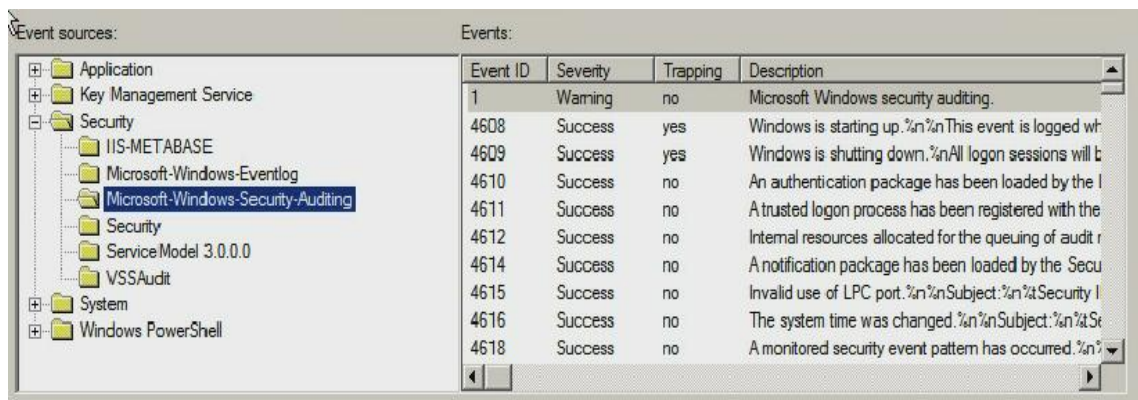 Event sources:
Application
Key Management Service
Security
IIS-METABASE
Microsoft-Windows-Eventlog
Microsoft-Windows-Security-Auditing
Security
ServiceModel 3.0.0.0
VSSAudit
System
Windows PowerShell
Events:
Event ID Severity Trapping Description
1 Warning no Microsoft Windows security auditing.
4608 Success yes Windows is starting up.%n%nThis event is logged wh
4609 Success yes Windows is shutting down.%nAll logon sessions will b
4610 Success no An authentication package has been loaded by the l
4611 Success no A trusted logon process has been registered with the
4612 Success no Internal resources allocated for the queuing of audit r
4614 Success no A notification package has been loaded by the Secu
4615 Success no Invalid use of LPC port.%n%nSubject:%n%tSecurity I
4616 Success no The system time was changed.%n%nSubject:%n%tSe
4618 Success no A monitored security event pattern has occurred.%n%